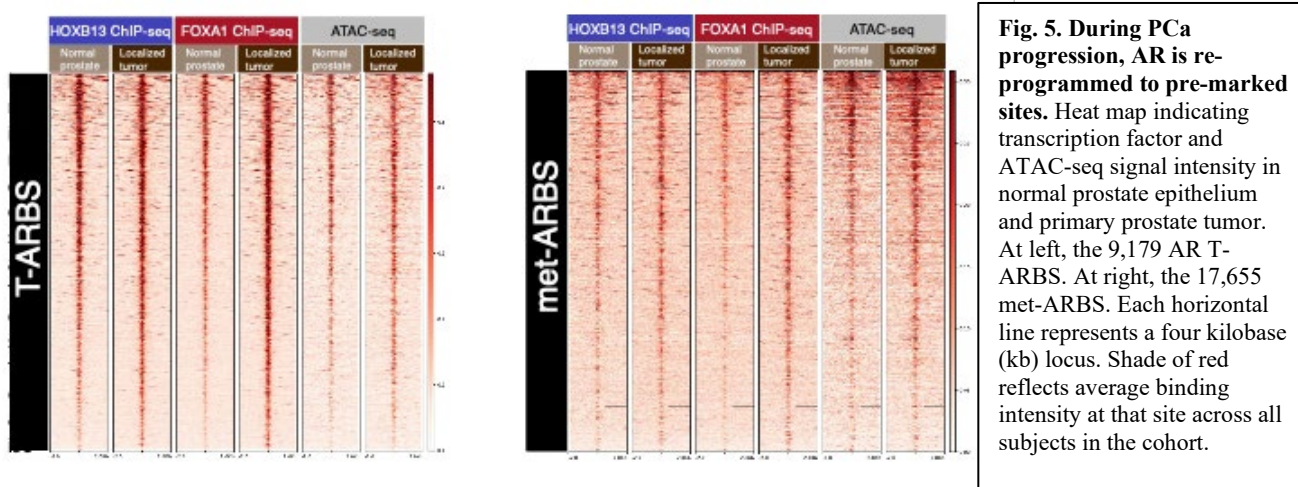 HOXB13 ChIP-seq FOXA1 ChIP-seq ATAC-seq
Normal prostate Localized tumor Normal prostate Localized tumor Normal prostate Localized tumor
T-ARBS
HOXB13 ChIP-seq FOXA1 ChIP-seq ATAC-seq
Normal prostate Localized tumor Normal prostate Localized tumor Normal prostate Localized tumor
met-ARBS
Fig. 5. During PCa
progression, AR is re-
programmed to pre-marked
sites. Heat map indicating
transcription factor and
ATAC-seq signal intensity in
normal prostate epithelium
and primary prostate tumor.
At left, the 9,179 AR T-
ARBS. At right, the 17,655
met-ARBS. Each horizontal
line represents a four kilobase
(kb) locus. Shade of red
reflects average binding
intensity at that site across all
subjects in the cohort.